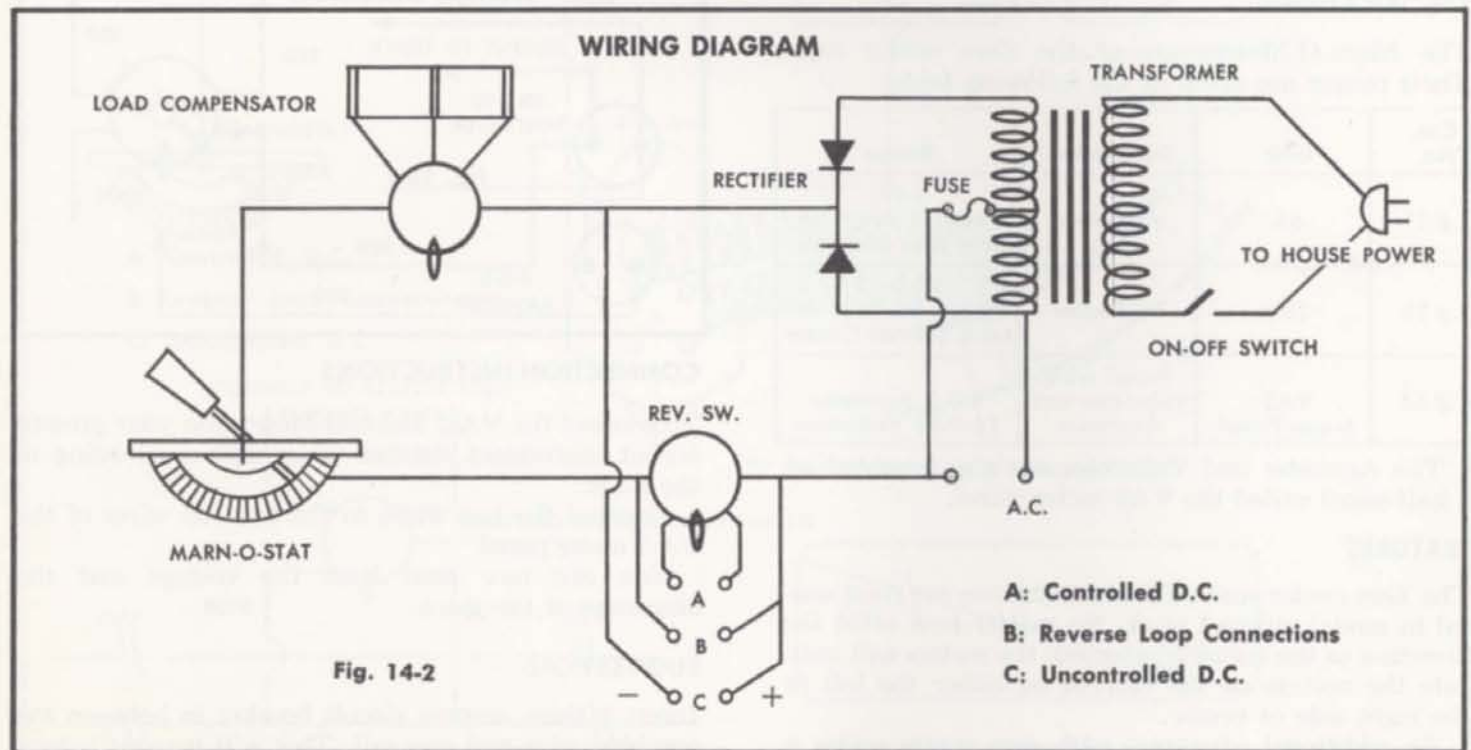 WIRING DIAGRAM
LOAD COMPENSATOR
TRANSFORMER
RECTIFIER
FUSE
TO HOUSE POWER
ON-OFF SWITCH
MARN-O-STAT
REV. SW.
A.C.
A
B
− C +
A: Controlled D.C.
B: Reverse Loop Connections
C: Uncontrolled D.C.
Fig. 14-2